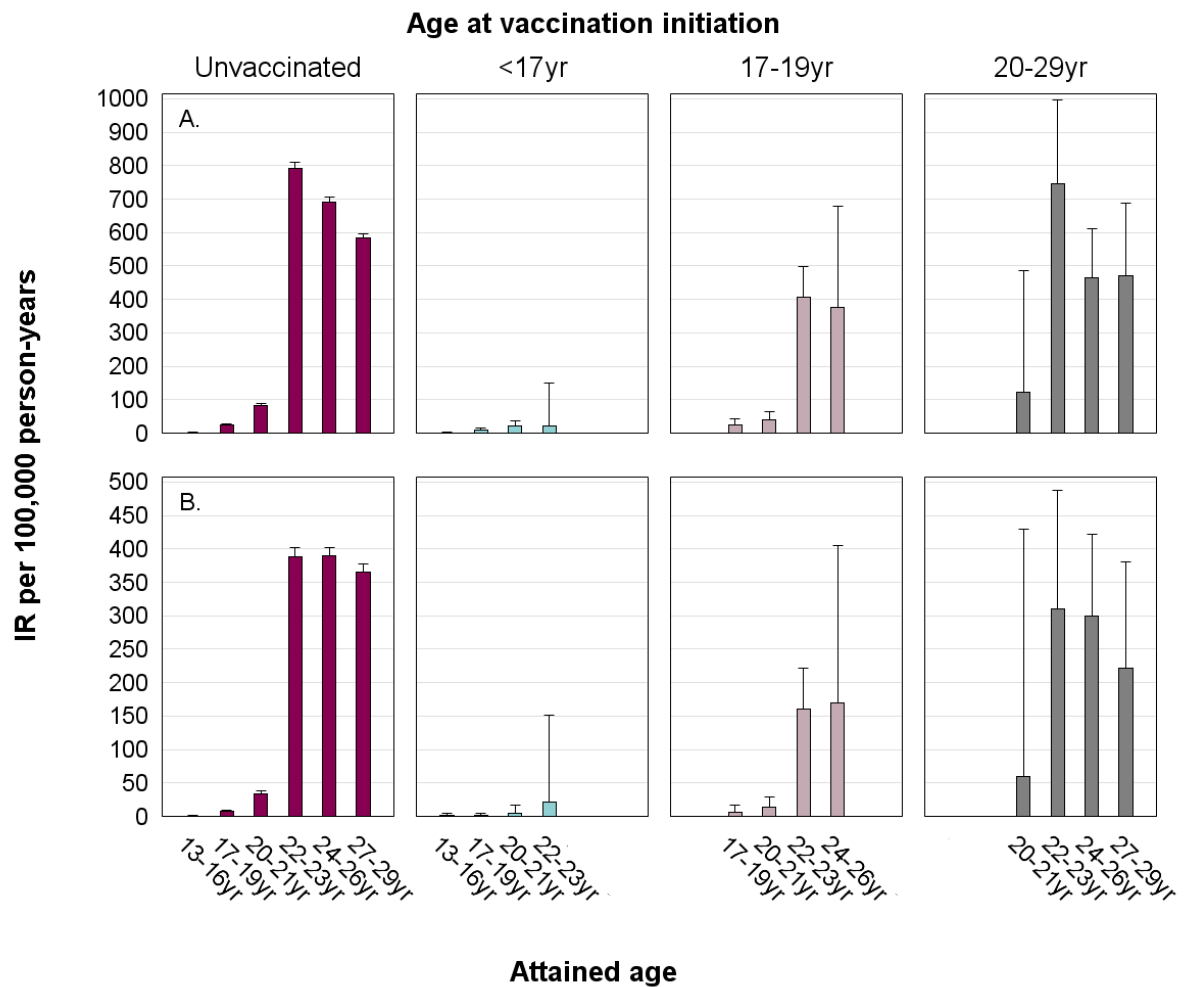 Age at vaccination initiation
Unvaccinated
<17yr
17-19yr
20-29yr
IR per 100,000 person-years
A.
1000
900
800
700
600
500
400
300
200
100
0
B.
500
450
400
350
300
250
200
150
100
50
0
13-16yr
17-19yr
20-21yr
22-23yr
24-26yr
27-29yr
13-16yr
17-19yr
20-21yr
22-23yr
17-19yr
20-21yr
22-23yr
24-26yr
20-21yr
22-23yr
24-26yr
27-29yr
Attained age